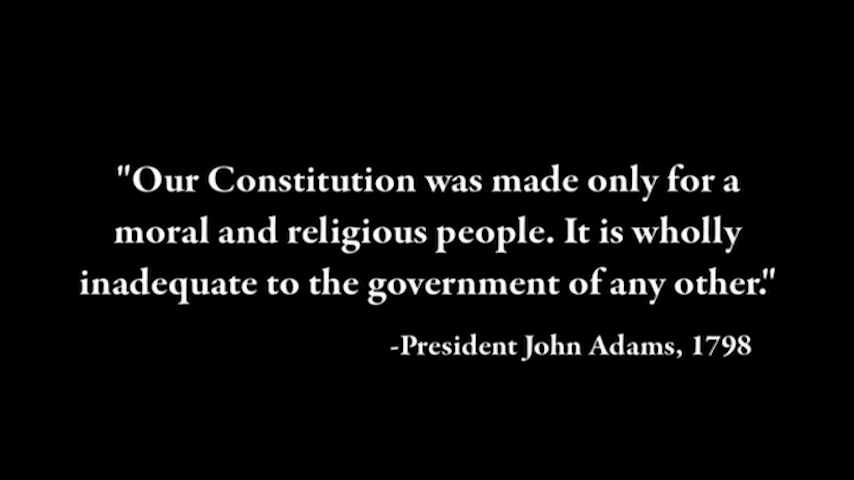 "Our Constitution was made only for a
moral and religious people. It is wholly
inadequate to the government of any other."
-President John Adams, 1798